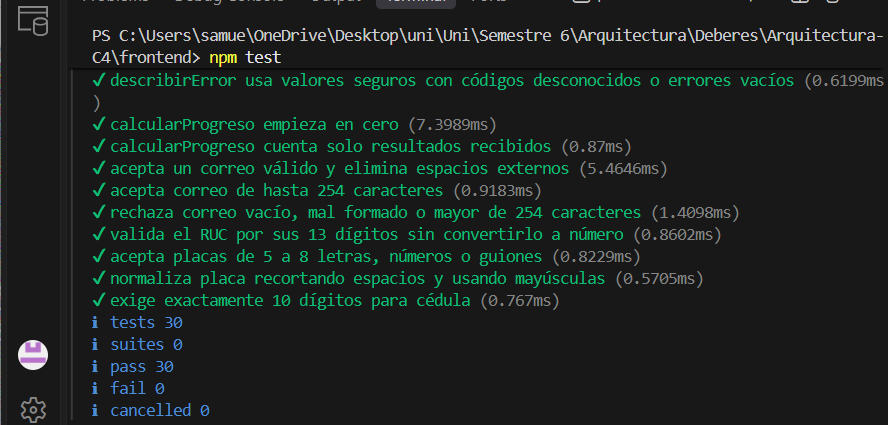 Problems Debug Console Output Terminal Ports
PS C:\Users\samue\OneDrive\Desktop\uni\Uni\Semestre 6\Arquitectura\Deberes\Arquitectura-
C4\frontend> npm test
✓ describirError usa valores seguros con códigos desconocidos o errores vacíos (0.6199ms
)
✓ calcularProgreso empieza en cero (7.3989ms)
✓ calcularProgreso cuenta solo resultados recibidos (0.87ms)
✓ acepta un correo válido y elimina espacios externos (5.4646ms)
✓ acepta correo de hasta 254 caracteres (0.9183ms)
✓ rechaza correo vacío, mal formado o mayor de 254 caracteres (1.4098ms)
✓ valida el RUC por sus 13 dígitos sin convertirlo a número (0.8602ms)
✓ acepta placas de 5 a 8 letras, números o guiones (0.8229ms)
✓ normaliza placa recortando espacios y usando mayúsculas (0.5705ms)
✓ exige exactamente 10 dígitos para cédula (0.767ms)
ℹ tests 30
ℹ suites 0
ℹ pass 30
ℹ fail 0
ℹ cancelled 0